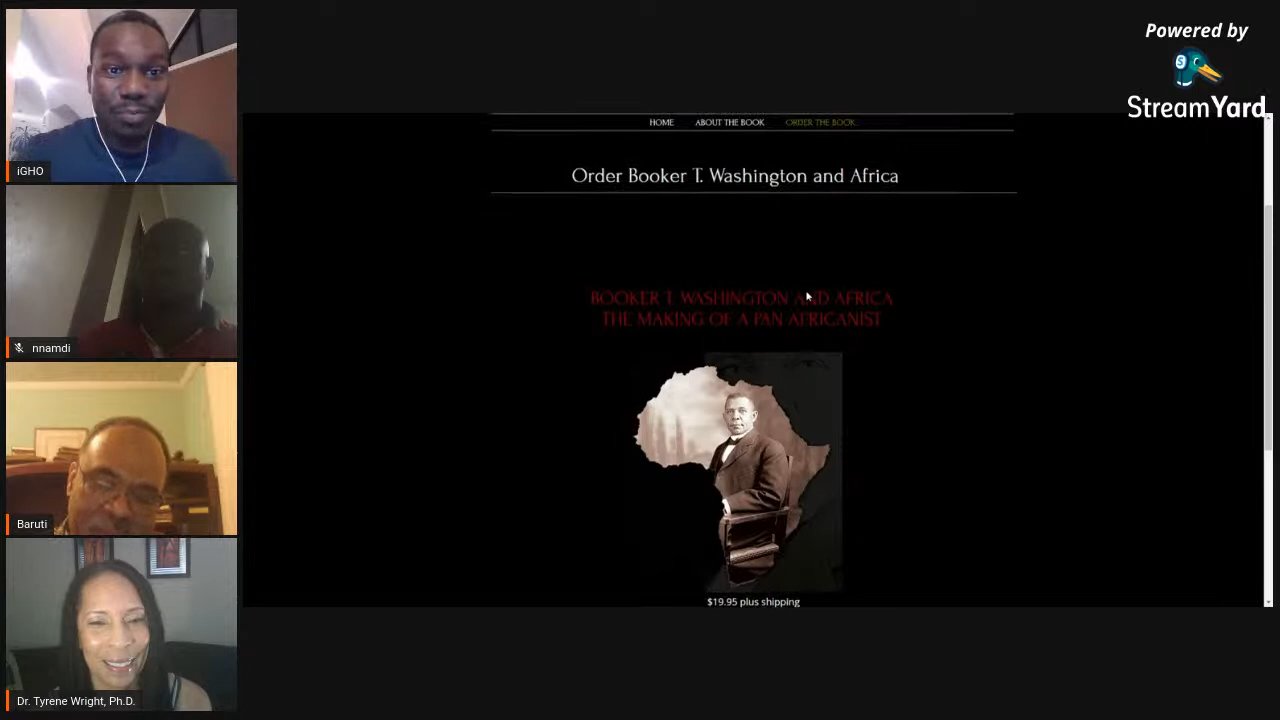 Powered by
StreamYard
iGHO
nnamdi
Baruti
Dr. Tyrene Wright, Ph.D.
HOME ABOUT THE BOOK ORDER THE BOOK
Order Booker T. Washington and Africa
BOOKER T. WASHINGTON AND AFRICA
THE MAKING OF A PAN AFRICANIST
$19.95 plus shipping